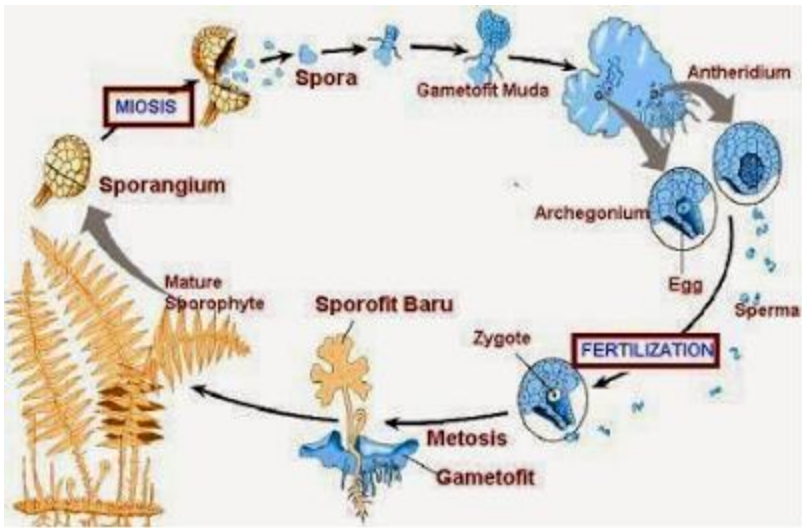 Spora
Gametofit Muda
Antheridium
MIOSIS
Sporangium
Archegonium
Egg
Sperma
Mature
Sporophyte
Sporofit Baru
Zygote
FERTILIZATION
Metosis
Gametofit